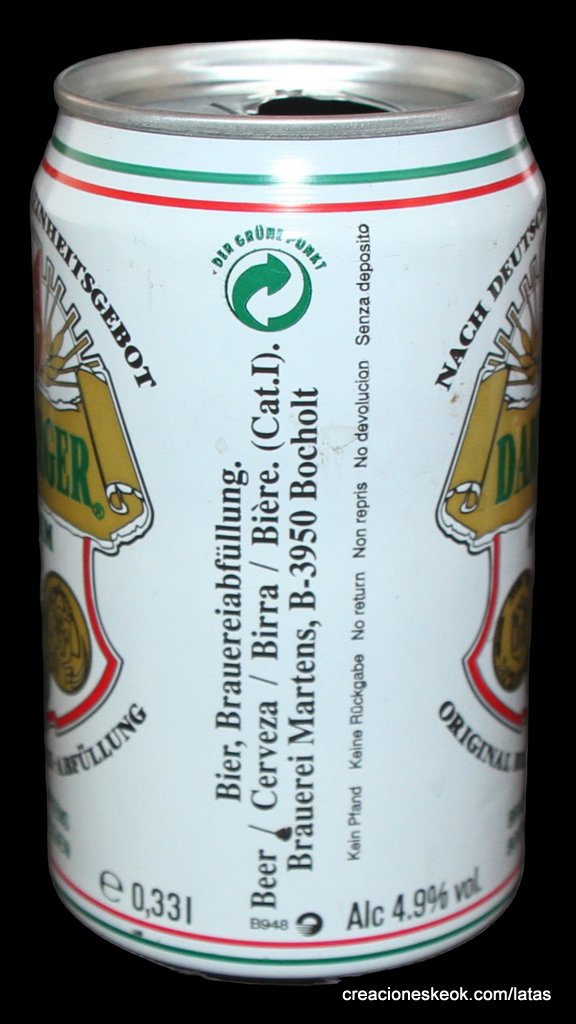 DER GRÜNE PUNKT
NACH DEUTSCH
ORIGINAL
Bier, Brauereiabfüllung.
Beer / Cerveza / Birra / Bière. (Cat.I).
Brauerei Martens, B-3950 Bocholt
Kein Pfand Keine Rückgabe No return Non repris No devolucion Senza deposito
EINHEITSGEBOT
GER®
ABFÜLLUNG
DA
e 0,33l
B948
Alc 4.9% vol.
creacioneskeok.com/latas